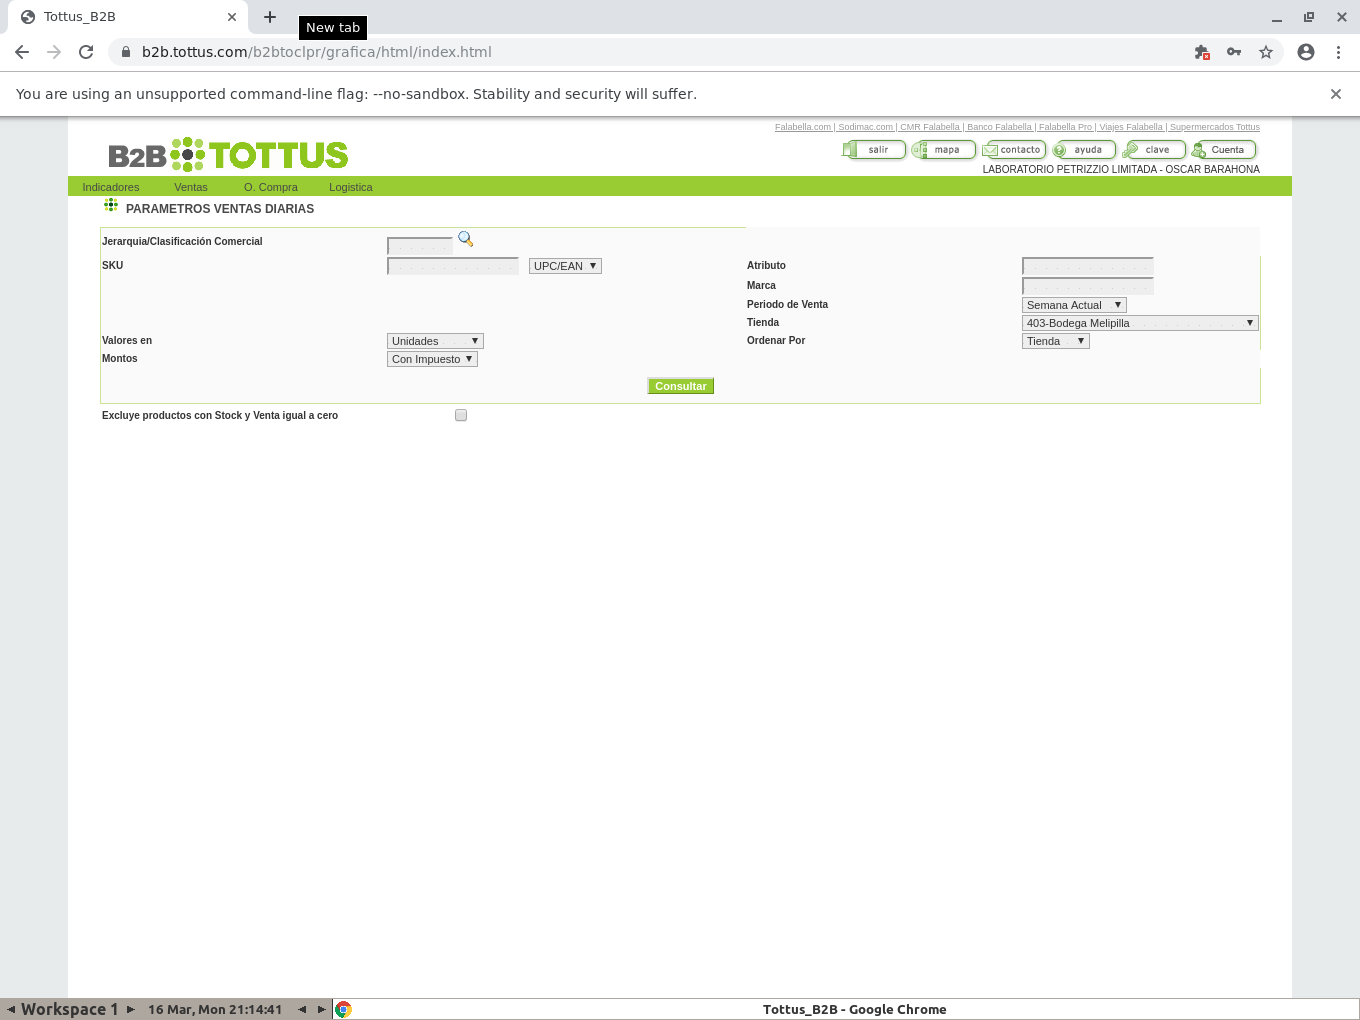 Tottus_B2B
New tab
b2b.tottus.com/b2btoclpr/grafica/html/index.html
You are using an unsupported command-line flag: --no-sandbox. Stability and security will suffer.
Falabella.com | Sodimac.com | CMR Falabella | Banco Falabella | Falabella Pro | Viajes Falabella | Supermercados Tottus
B2B TOTTUS
salir mapa contacto ayuda clave Cuenta
LABORATORIO PETRIZZIO LIMITADA - OSCAR BARAHONA
Indicadores Ventas O. Compra Logistica
PARAMETROS VENTAS DIARIAS
Jerarquia/Clasificación Comercial
SKU UPC/EAN Atributo
Marca
Periodo de Venta Semana Actual
Tienda 403-Bodega Melipilla
Valores en Unidades Ordenar Por Tienda
Montos Con Impuesto
Consultar
Excluye productos con Stock y Venta igual a cero
Workspace 1 16 Mar, Mon 21:14:41 Tottus_B2B - Google Chrome